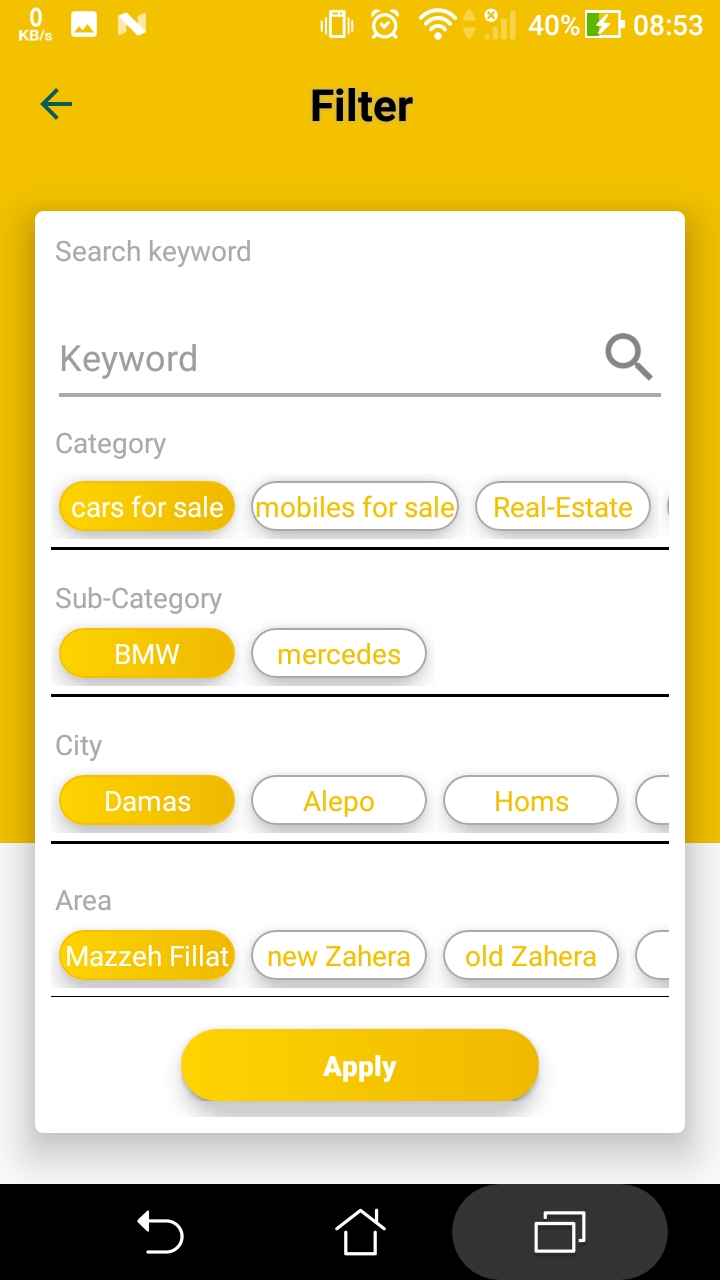 0
KB/s
40%
08:53
Filter
Search keyword
Keyword
Category
cars for sale
mobiles for sale
Real-Estate
Sub-Category
BMW
mercedes
City
Damas
Alepo
Homs
Area
Mazzeh Fillat
new Zahera
old Zahera
Apply